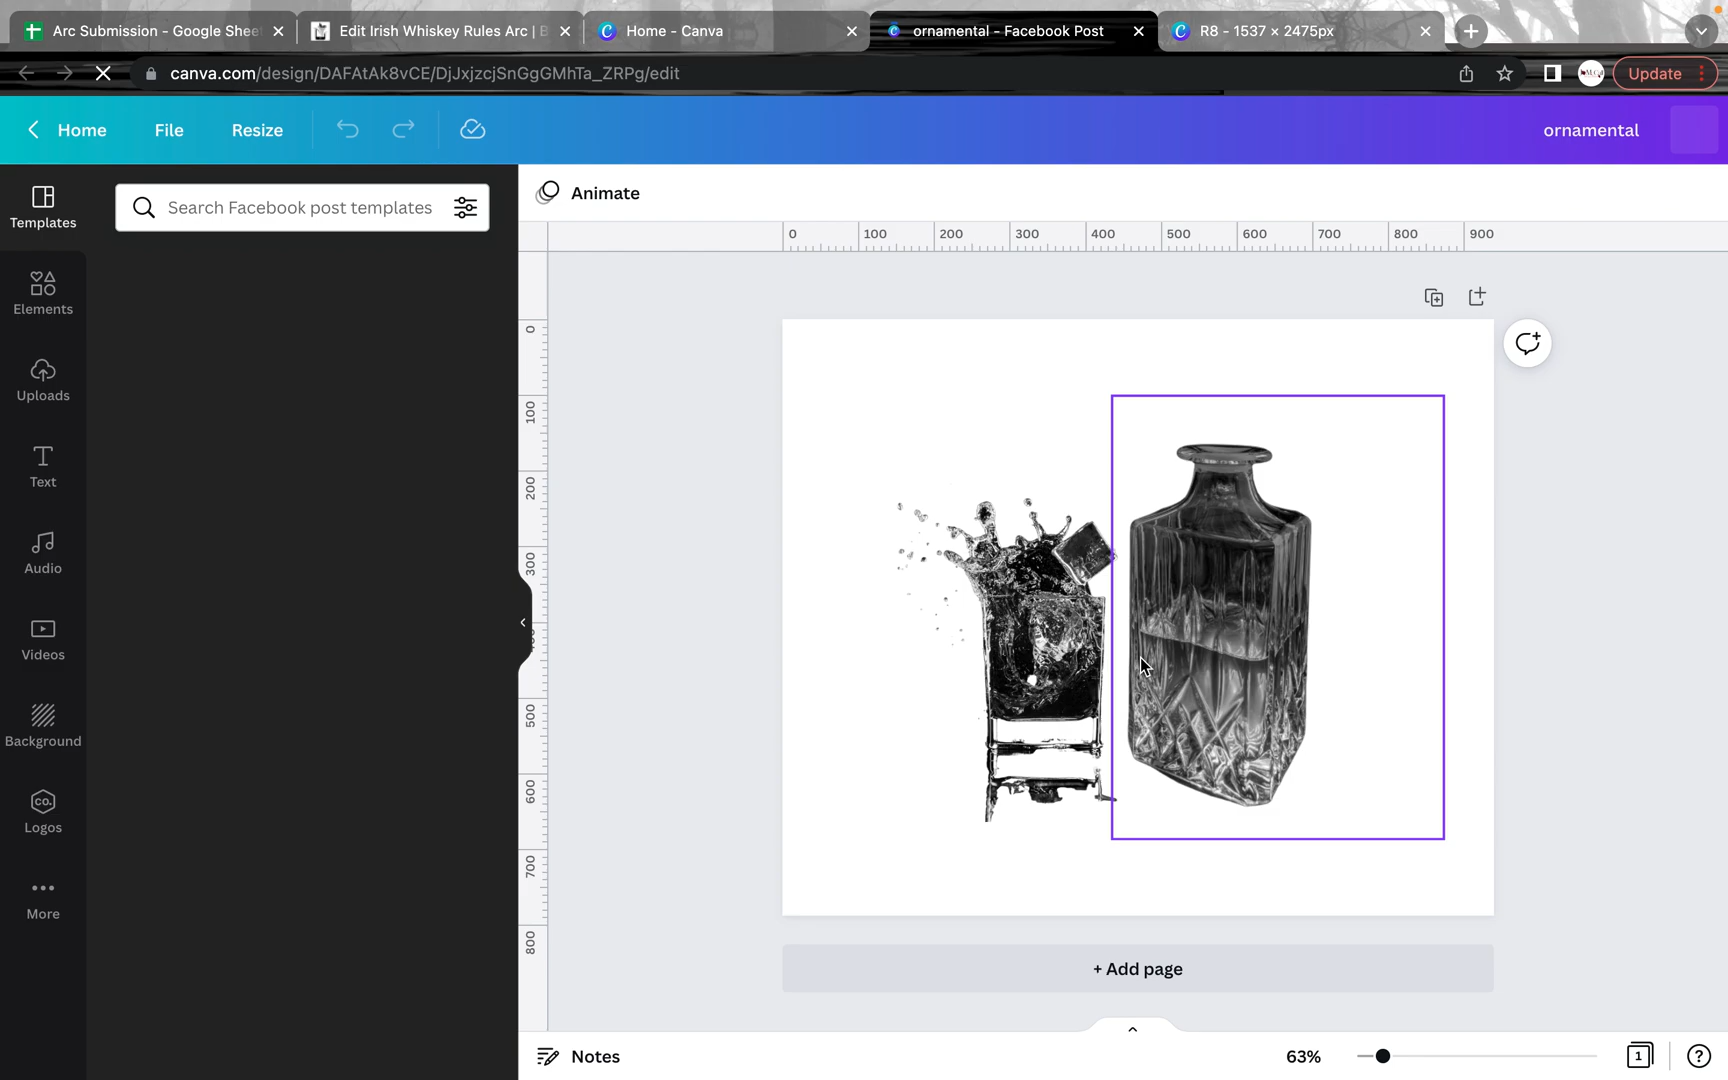 Arc Submission - Google Shee
Edit Irish Whiskey Rules Arc | B
Home - Canva
ornamental - Facebook Post
R8 - 1537 × 2475px
canva.com/design/DAFAtAk8vCE/DjJxjzcjSnGgGMhTa_ZRPg/edit
Update
Home
File
Resize
ornamental
Templates
Search Facebook post templates
Animate
0 100 200 300 400 500 600 700 800 900
Elements
Uploads
Text
Audio
Videos
Background
CO.
Logos
More
0
100
200
300
500
600
700
800
+ Add page
Notes
63%
1
?